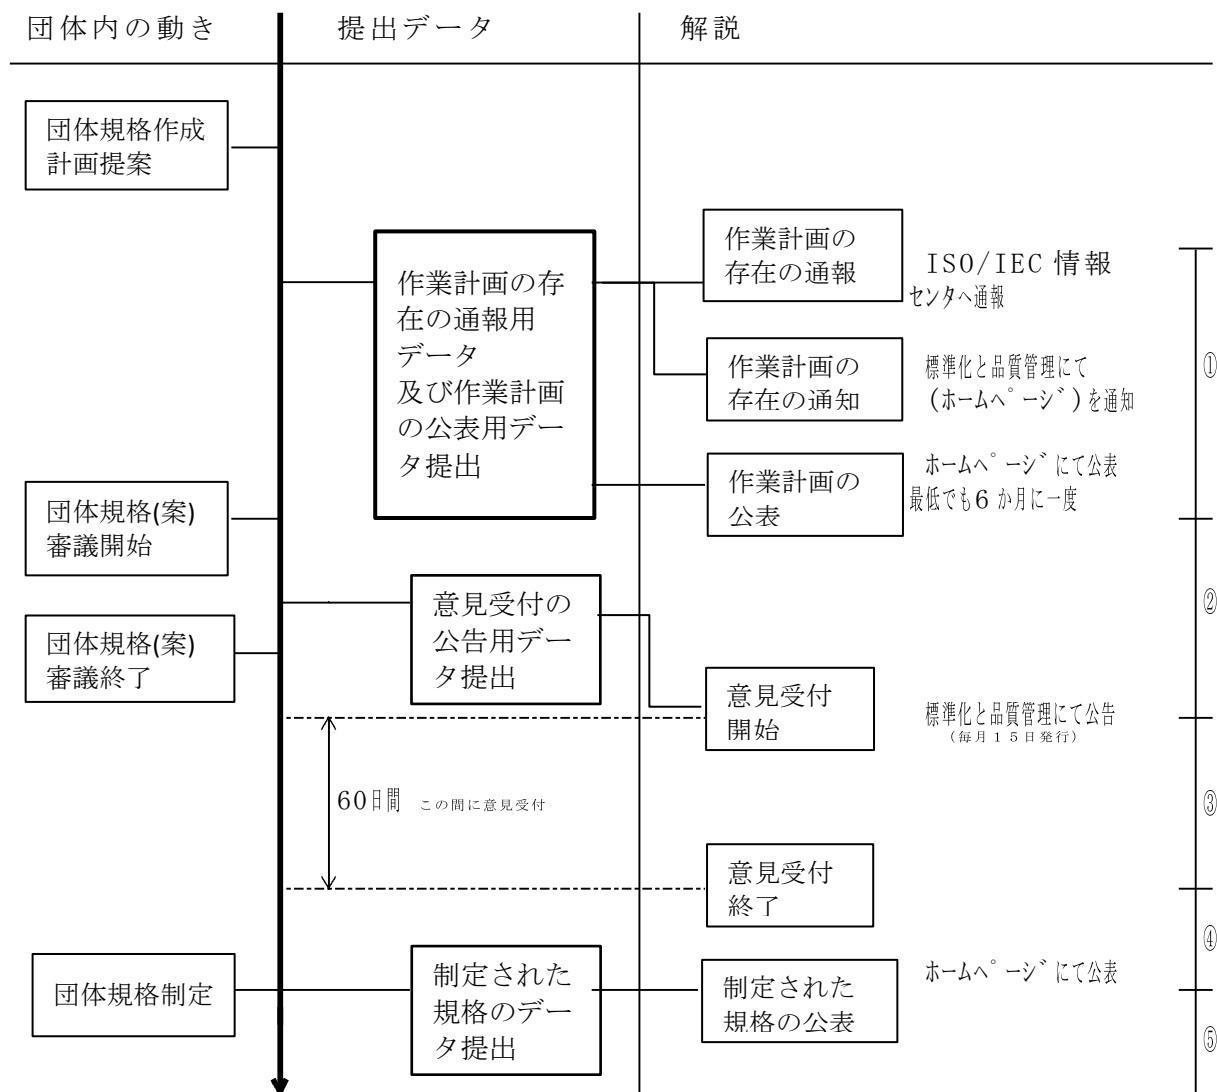 団体内の動き
提出データ
解説
団体規格作成
計画提案
作業計画の
存在の通報
ISO/IEC 情報
センタへ通報
作業計画の存
在の通報用
データ
及び作業計画
の公表用デー
タ提出
①
作業計画の
存在の通知
標準化と品質管理にて
(ホームページ)を通知
作業計画の
公表
ホームページにて公表
最低でも6か月に一度
団体規格(案)
審議開始
意見受付の
公告用デー
タ提出
②
団体規格(案)
審議終了
意見受付
開始
標準化と品質管理にて公告
(毎月15日発行)
60日間 この間に意見受付
③
意見受付
終了
④
団体規格制定
制定された
規格のデー
タ提出
制定された
規格の公表
ホームページにて公表
⑤